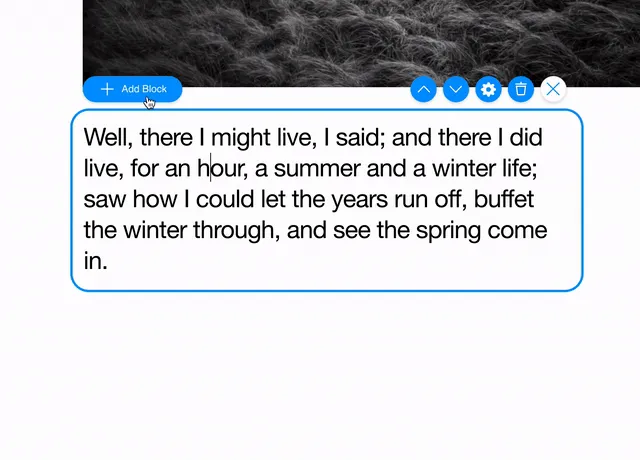 Add Block
Well, there I might live, I said; and there I did
live, for an hour, a summer and a winter life;
saw how I could let the years run off, buffet
the winter through, and see the spring come
in.